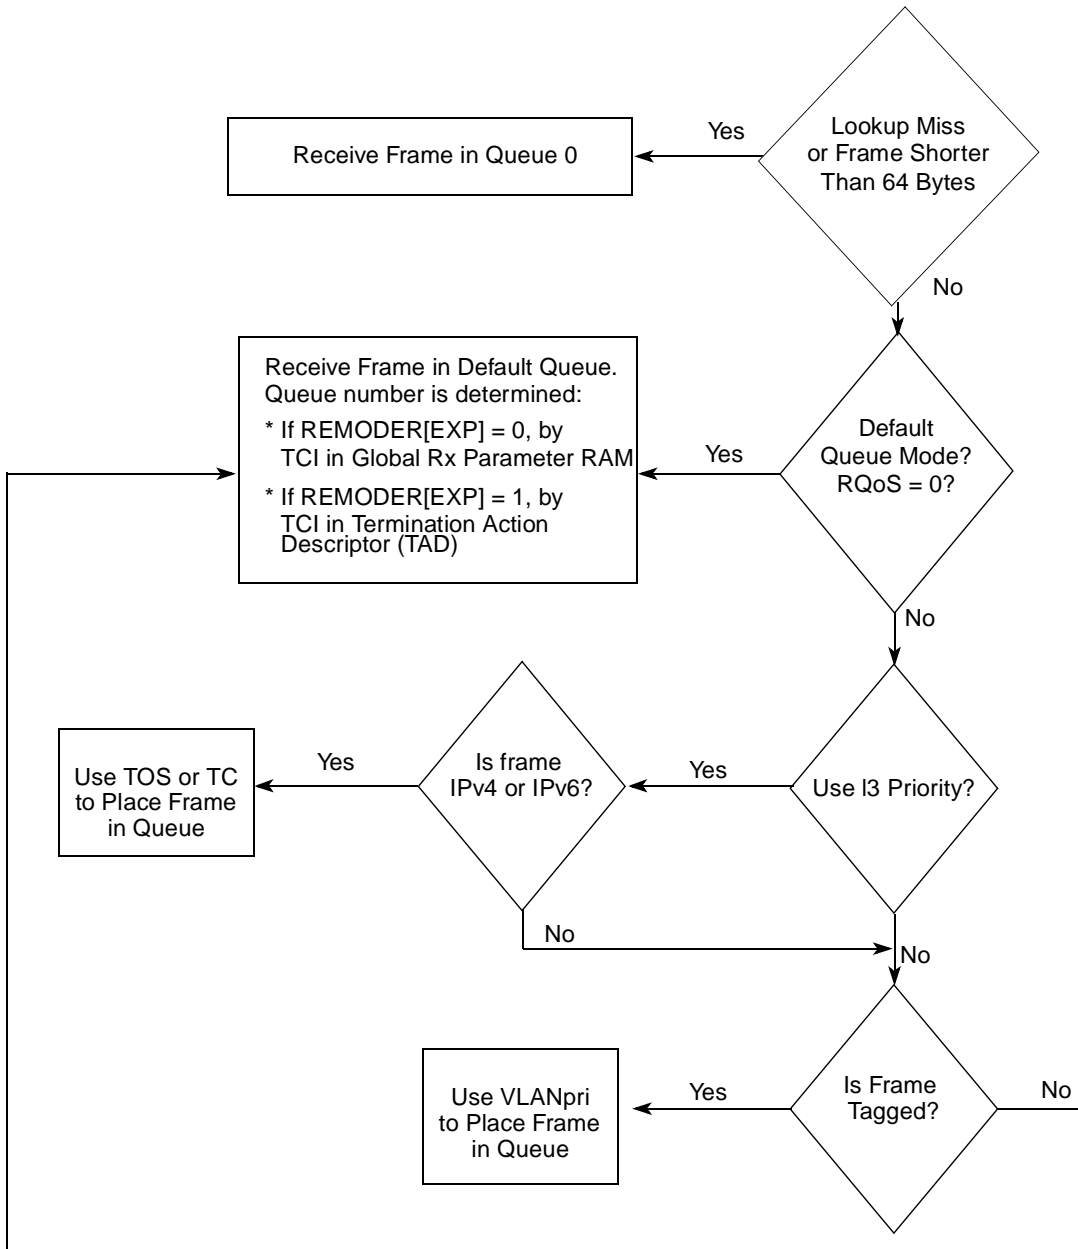 Lookup Miss
or Frame Shorter
Than 64 Bytes
Yes
Receive Frame in Queue 0
No
Default
Queue Mode?
RQoS = 0?
Yes
Receive Frame in Default Queue.
Queue number is determined:
* If REMODER[EXP] = 0, by
TCI in Global Rx Parameter RAM
* If REMODER[EXP] = 1, by
TCI in Termination Action
Descriptor (TAD)
No
Use l3 Priority?
Yes
Is frame
IPv4 or IPv6?
Yes
Use TOS or TC
to Place Frame
in Queue
No
No
Is Frame
Tagged?
Yes
Use VLANpri
to Place Frame
in Queue
No